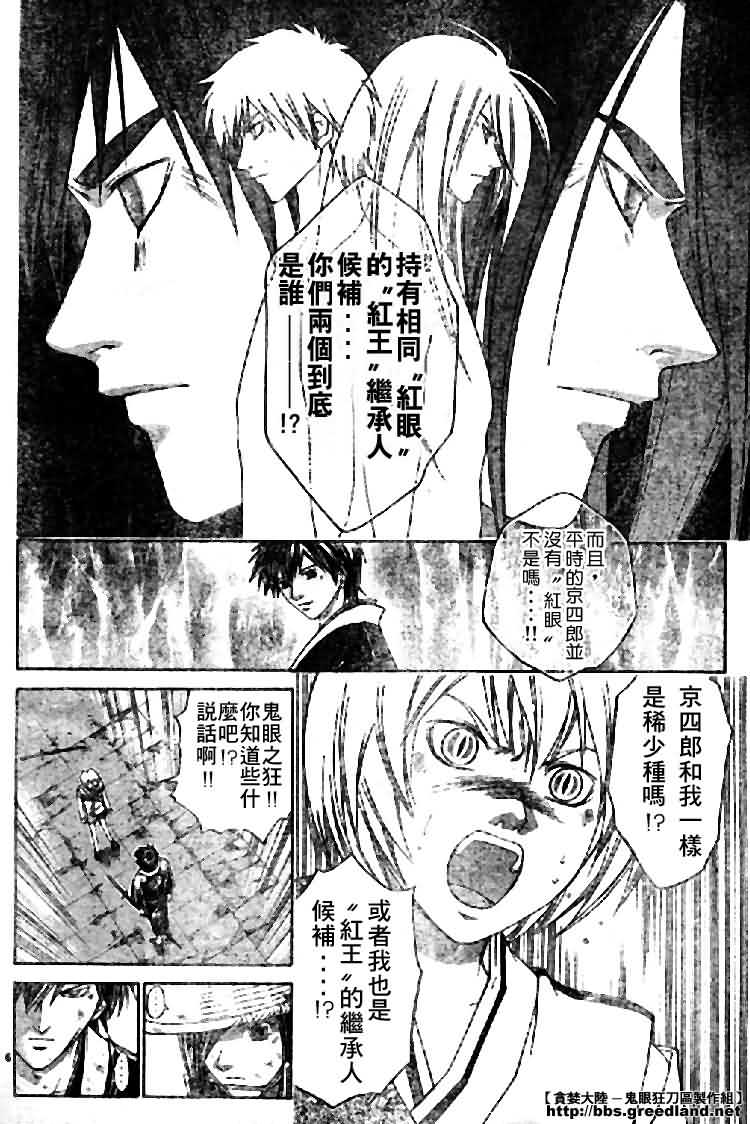 持有相同〝紅眼〞
的〝紅王〞繼承人
候補‥‥
你們兩個到底
是誰——!?
而且，
平時的京四郎並
沒有〝紅眼〞
不是嗎‥‥!!
京四郎和我一樣
是稀少種嗎!?
或者我也是
〝紅王〞的繼承人
候補‥‥!?
鬼眼之狂!!
你知道些什
麼吧!?
說話啊!!
6
【貪婪大陸－鬼眼狂刀區製作組】
http://bbs.greedland.net